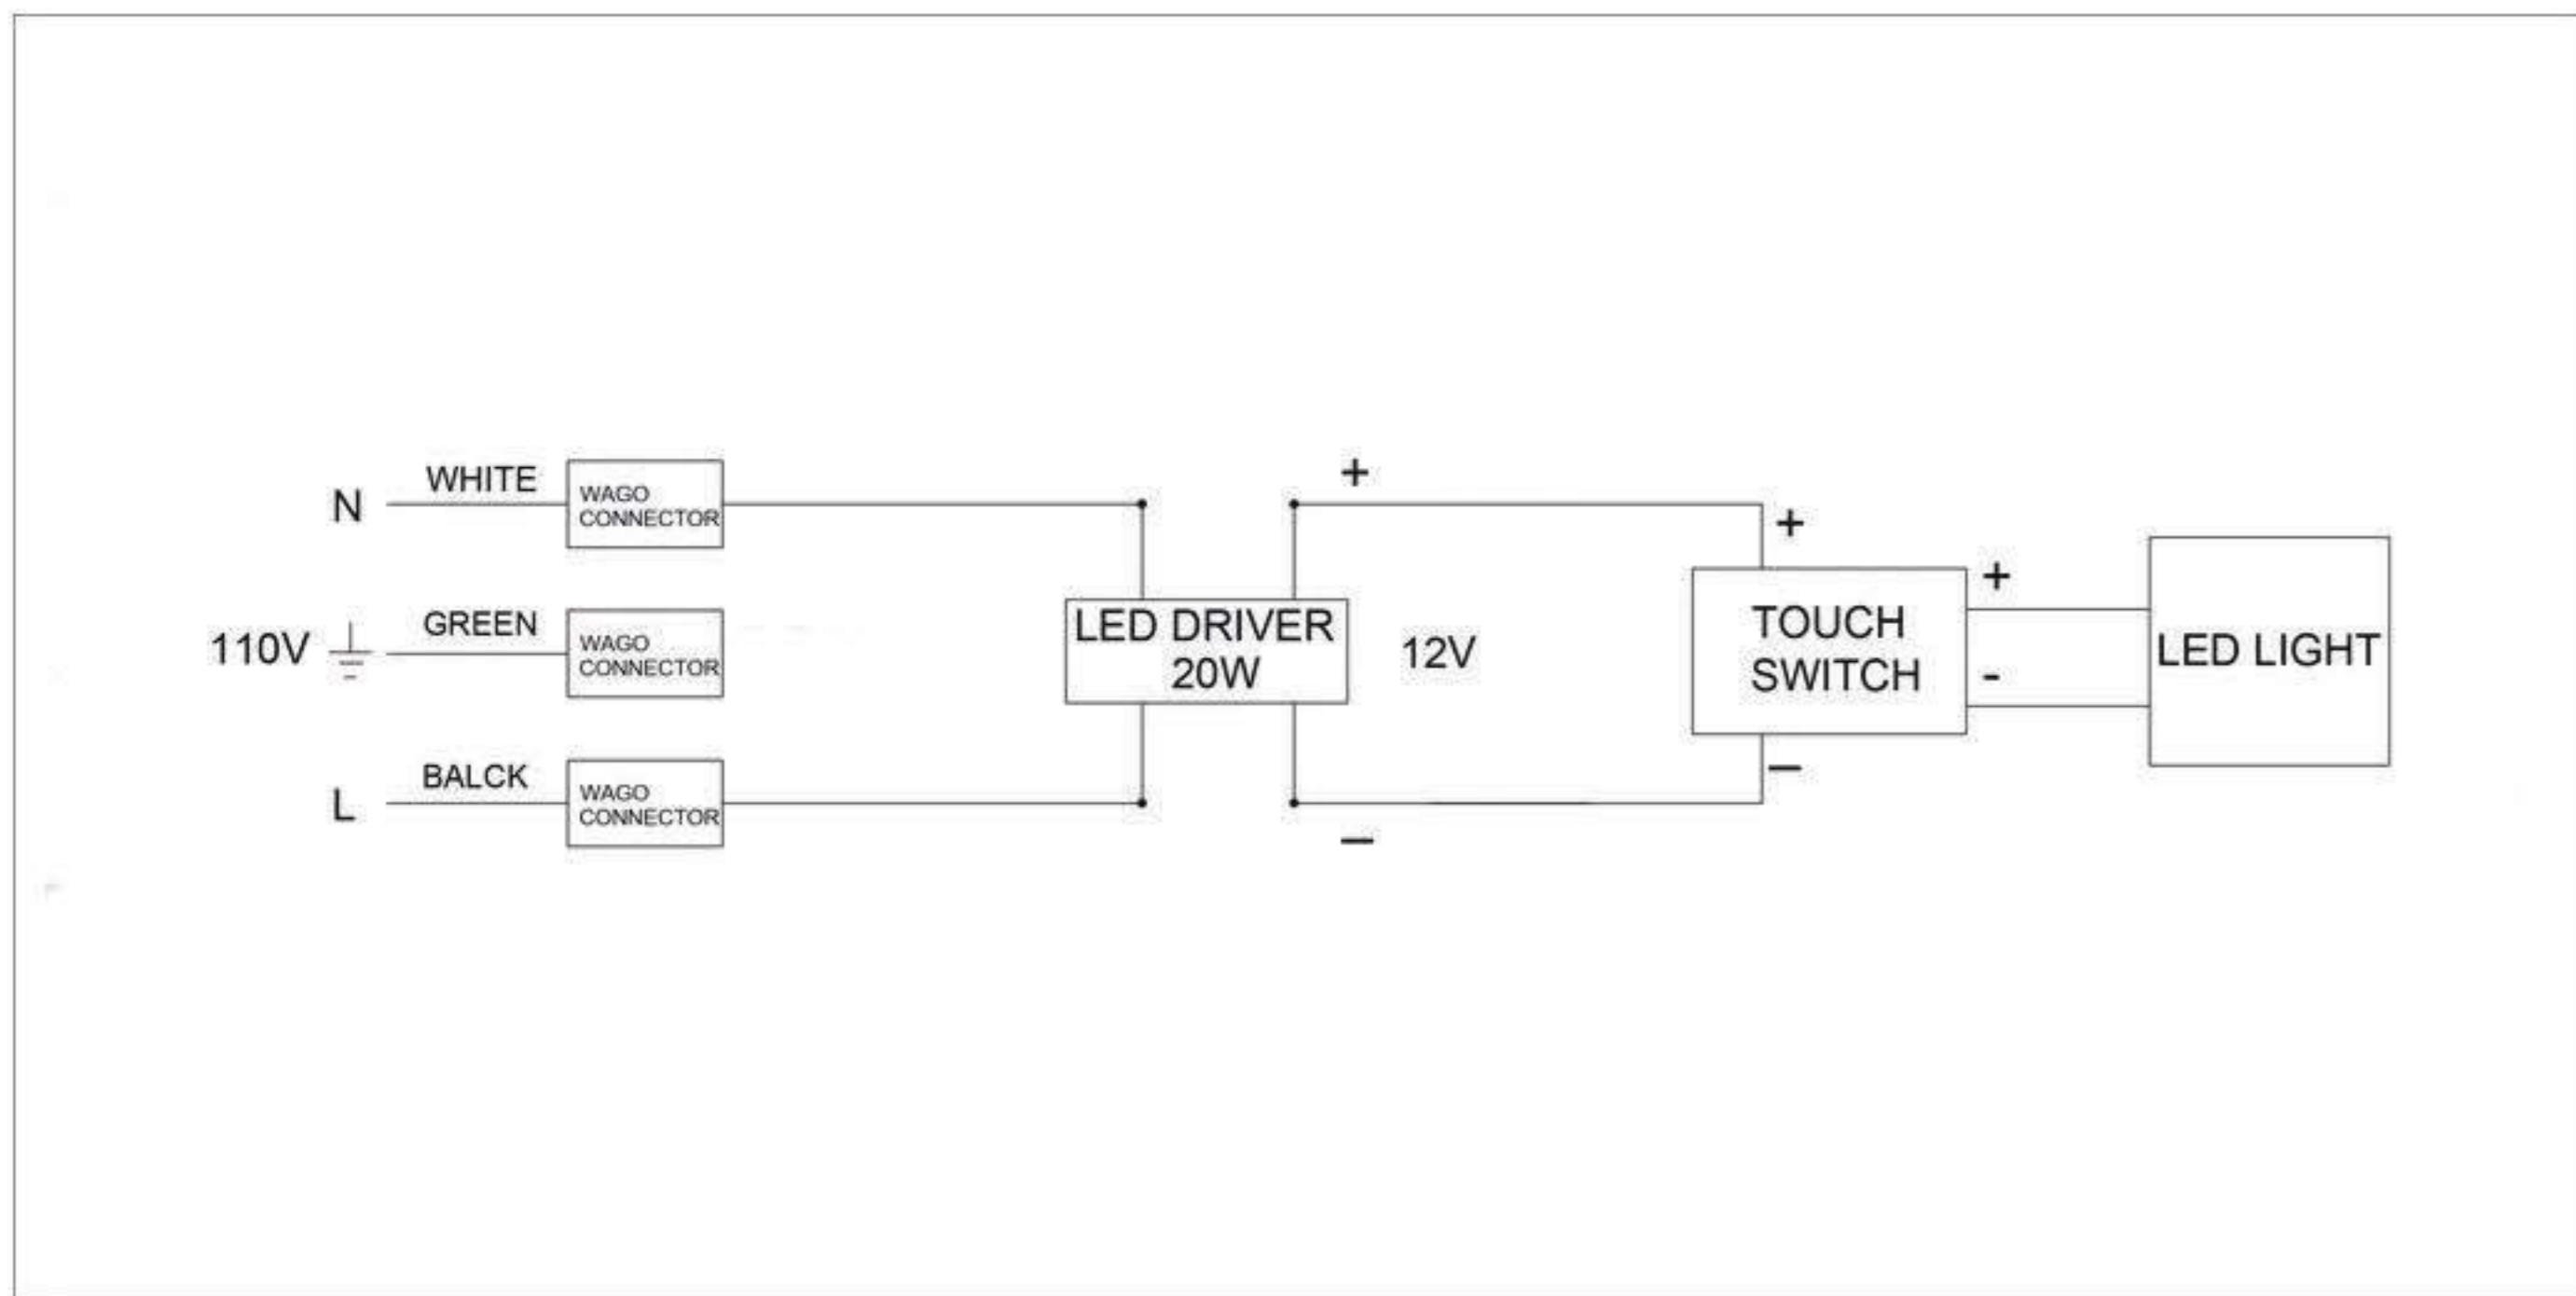 N
WHITE
WAGO
CONNECTOR
110V
GREEN
WAGO
CONNECTOR
L
BALCK
WAGO
CONNECTOR
LED DRIVER
20W
+
12V
–
+
TOUCH
SWITCH
–
+
-
LED LIGHT